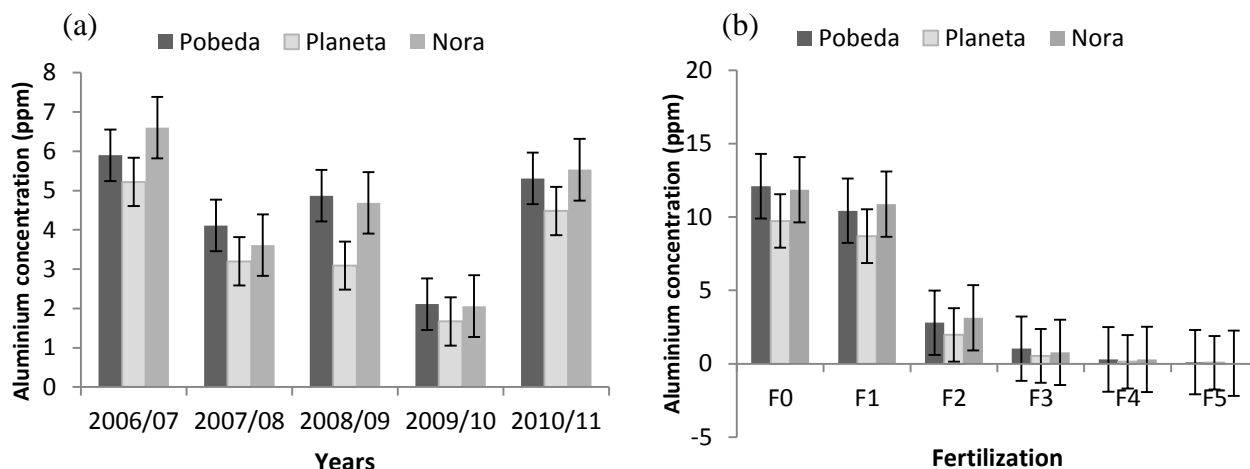 (a)
Pobeda Planeta Nora
Aluminium concentration (ppm)
8
7
6
5
4
3
2
1
0
2006/07 2007/08 2008/09 2009/10 2010/11
Years
(b)
Pobeda Planeta Nora
Aluminium concentration (ppm)
20
15
10
5
0
-5
F0 F1 F2 F3 F4 F5
Fertilization